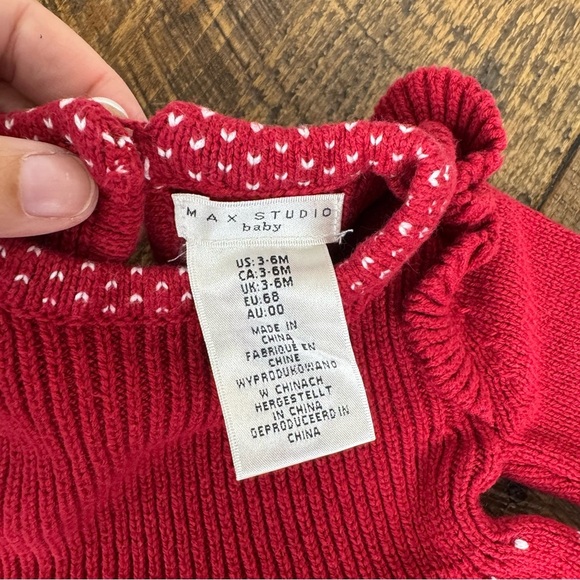 MAX STUDIO
baby
US: 3-6M
CA: 3-6M
UK: 3-6M
EU: 68
AU: 00
MADE IN
CHINA
FABRIQUE EN
CHINE
WYPRODUKOWANO
W CHINACH
HERGESTELLT
IN CHINA
GEPRODUCEERD IN
CHINA